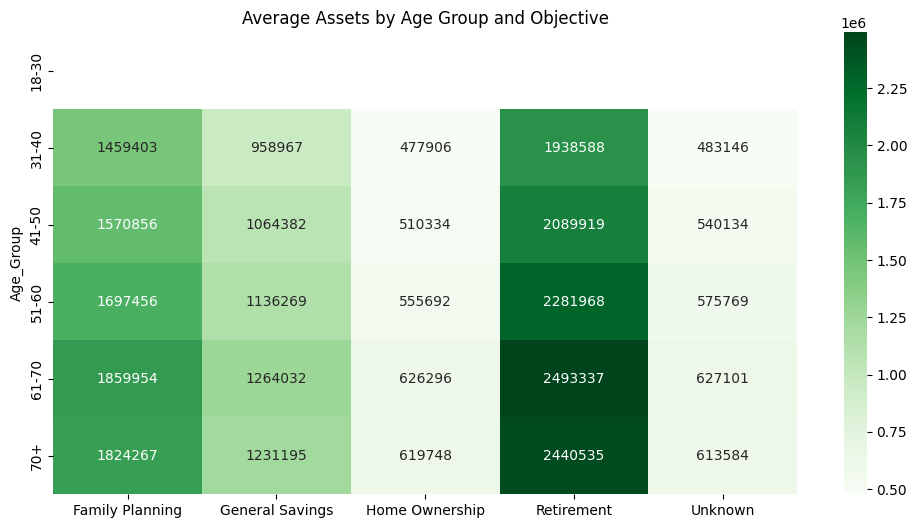 Average Assets by Age Group and Objective
1e6
Age_Group
18-30
31-40 1459403 958967 477906 1938588 483146
41-50 1570856 1064382 510334 2089919 540134
51-60 1697456 1136269 555692 2281968 575769
61-70 1859954 1264032 626296 2493337 627101
70+ 1824267 1231195 619748 2440535 613584
Family Planning General Savings Home Ownership Retirement Unknown
2.25
2.00
1.75
1.50
1.25
1.00
0.75
0.50